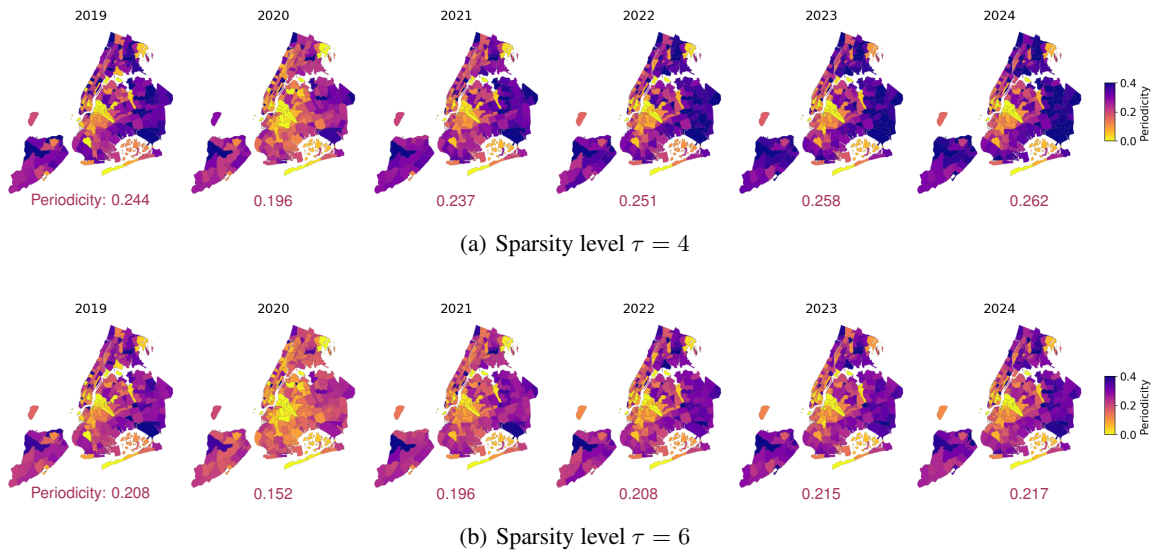 2019 2020 2021 2022 2023 2024
0.4
0.2
0.0
Periodicity
Periodicity: 0.244 0.196 0.237 0.251 0.258 0.262
(a) Sparsity level τ = 4
2019 2020 2021 2022 2023 2024
0.4
0.2
0.0
Periodicity
Periodicity: 0.208 0.152 0.196 0.208 0.215 0.217
(b) Sparsity level τ = 6